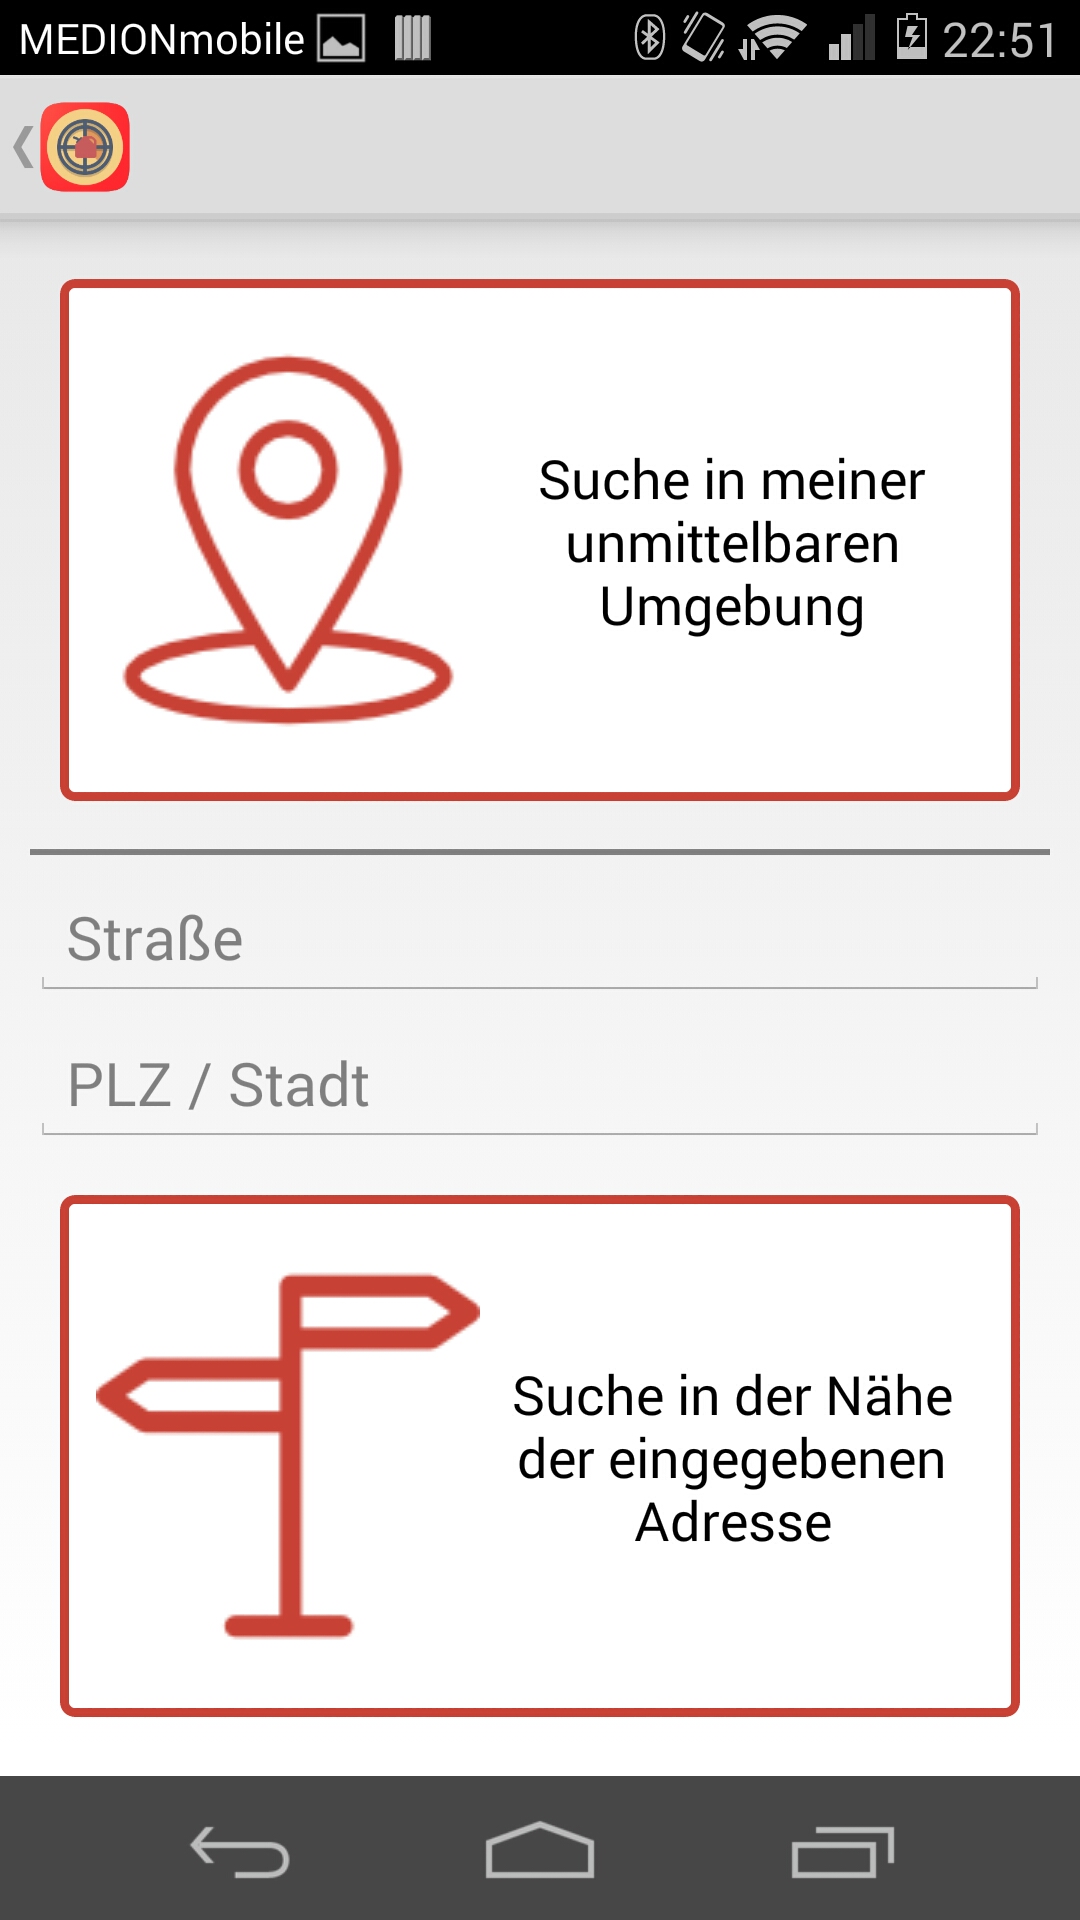 MEDIONmobile 22:51
Suche in meiner
unmittelbaren
Umgebung
Straße
PLZ / Stadt
Suche in der Nähe
der eingegebenen
Adresse